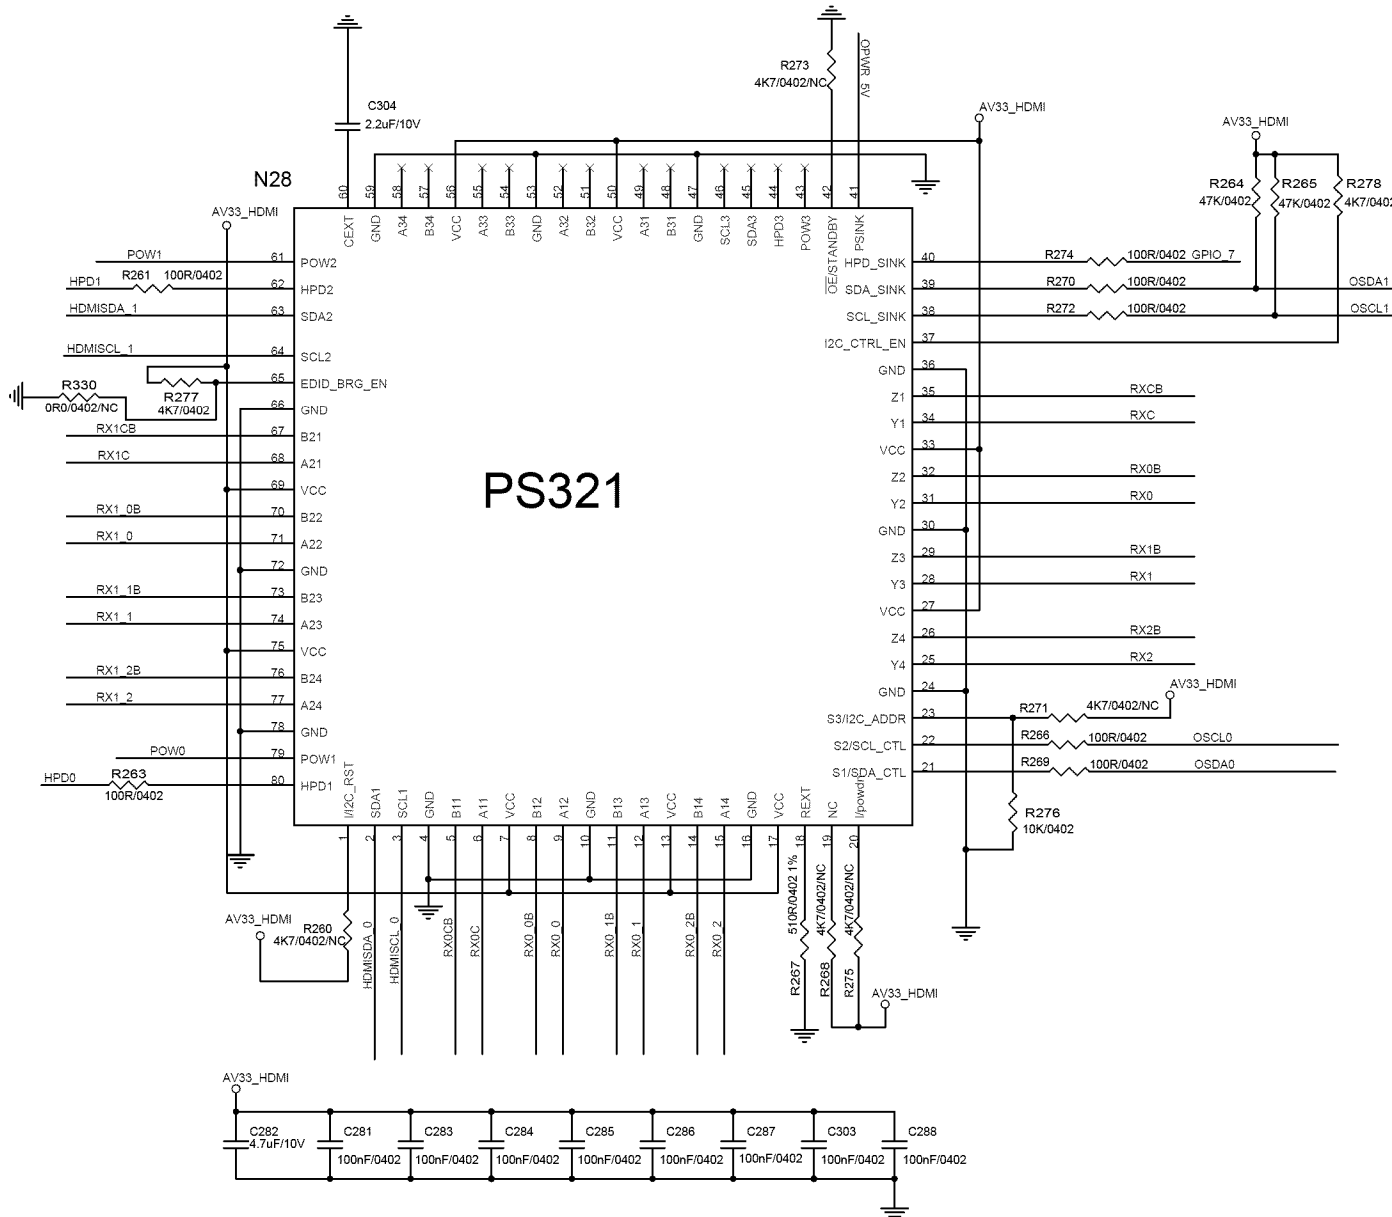 C304
2.2uF/10V
R273
4K7/0402/NC
OPWR_5V
AV33_HDMI
AV33_HDMI
R264
47K/0402
R265
47K/0402
R278
4K7/0402
N28
AV33_HDMI
60
59
58
57
56
55
54
53
52
51
50
49
48
47
46
45
44
43
42
41
CEXT
GND
A34
B34
VCC
A33
B33
GND
A32
B32
VCC
A31
B31
GND
SCL3
SDA3
HPD3
POW3
OE/STANDBY
PSINK
POW1
61
POW2
HPD1
R261
100R/0402
62
HPD2
HDMISDA_1
63
SDA2
HDMISCL_1
64
SCL2
R330
0R0/0402/NC
R277
4K7/0402
65
EDID_BRG_EN
66
GND
RX1CB
67
B21
RX1C
68
A21
69
VCC
RX1_0B
70
B22
RX1_0
71
A22
72
GND
RX1_1B
73
B23
RX1_1
74
A23
75
VCC
RX1_2B
76
B24
RX1_2
77
A24
78
GND
POW0
79
POW1
HPD0
R263
100R/0402
80
HPD1
PS321
HPD_SINK
40
R274
100R/0402
GPIO_7
SDA_SINK
39
R270
100R/0402
OSDA1
SCL_SINK
38
R272
100R/0402
OSCL1
I2C_CTRL_EN
37
GND
36
Z1
35
RXCB
Y1
34
RXC
VCC
33
Z2
32
RX0B
Y2
31
RX0
GND
30
Z3
29
RX1B
Y3
28
RX1
VCC
27
Z4
26
RX2B
Y4
25
RX2
GND
24
AV33_HDMI
S3/I2C_ADDR
23
R271
4K7/0402/NC
S2/SCL_CTL
22
R266
100R/0402
OSCL0
S1/SDA_CTL
21
R269
100R/0402
OSDA0
R276
10K/0402
I/I2C_RST
SDA1
SCL1
GND
B11
A11
VCC
B12
A12
GND
B13
A13
VCC
B14
A14
GND
VCC
REXT
NC
I/powdn
1
2
3
4
5
6
7
8
9
10
11
12
13
14
15
16
17
18
19
20
AV33_HDMI
R260
4K7/0402/NC
HDMISDA_0
HDMISCL_0
RX0CB
RX0C
RX0_0B
RX0_0
RX0_1B
RX0_1
RX0_2B
RX0_2
510R/0402 1%
R267
4K7/0402/NC
R268
4K7/0402/NC
R275
AV33_HDMI
AV33_HDMI
C282
4.7uF/10V
C281
100nF/0402
C283
100nF/0402
C284
100nF/0402
C285
100nF/0402
C286
100nF/0402
C287
100nF/0402
C303
100nF/0402
C288
100nF/0402